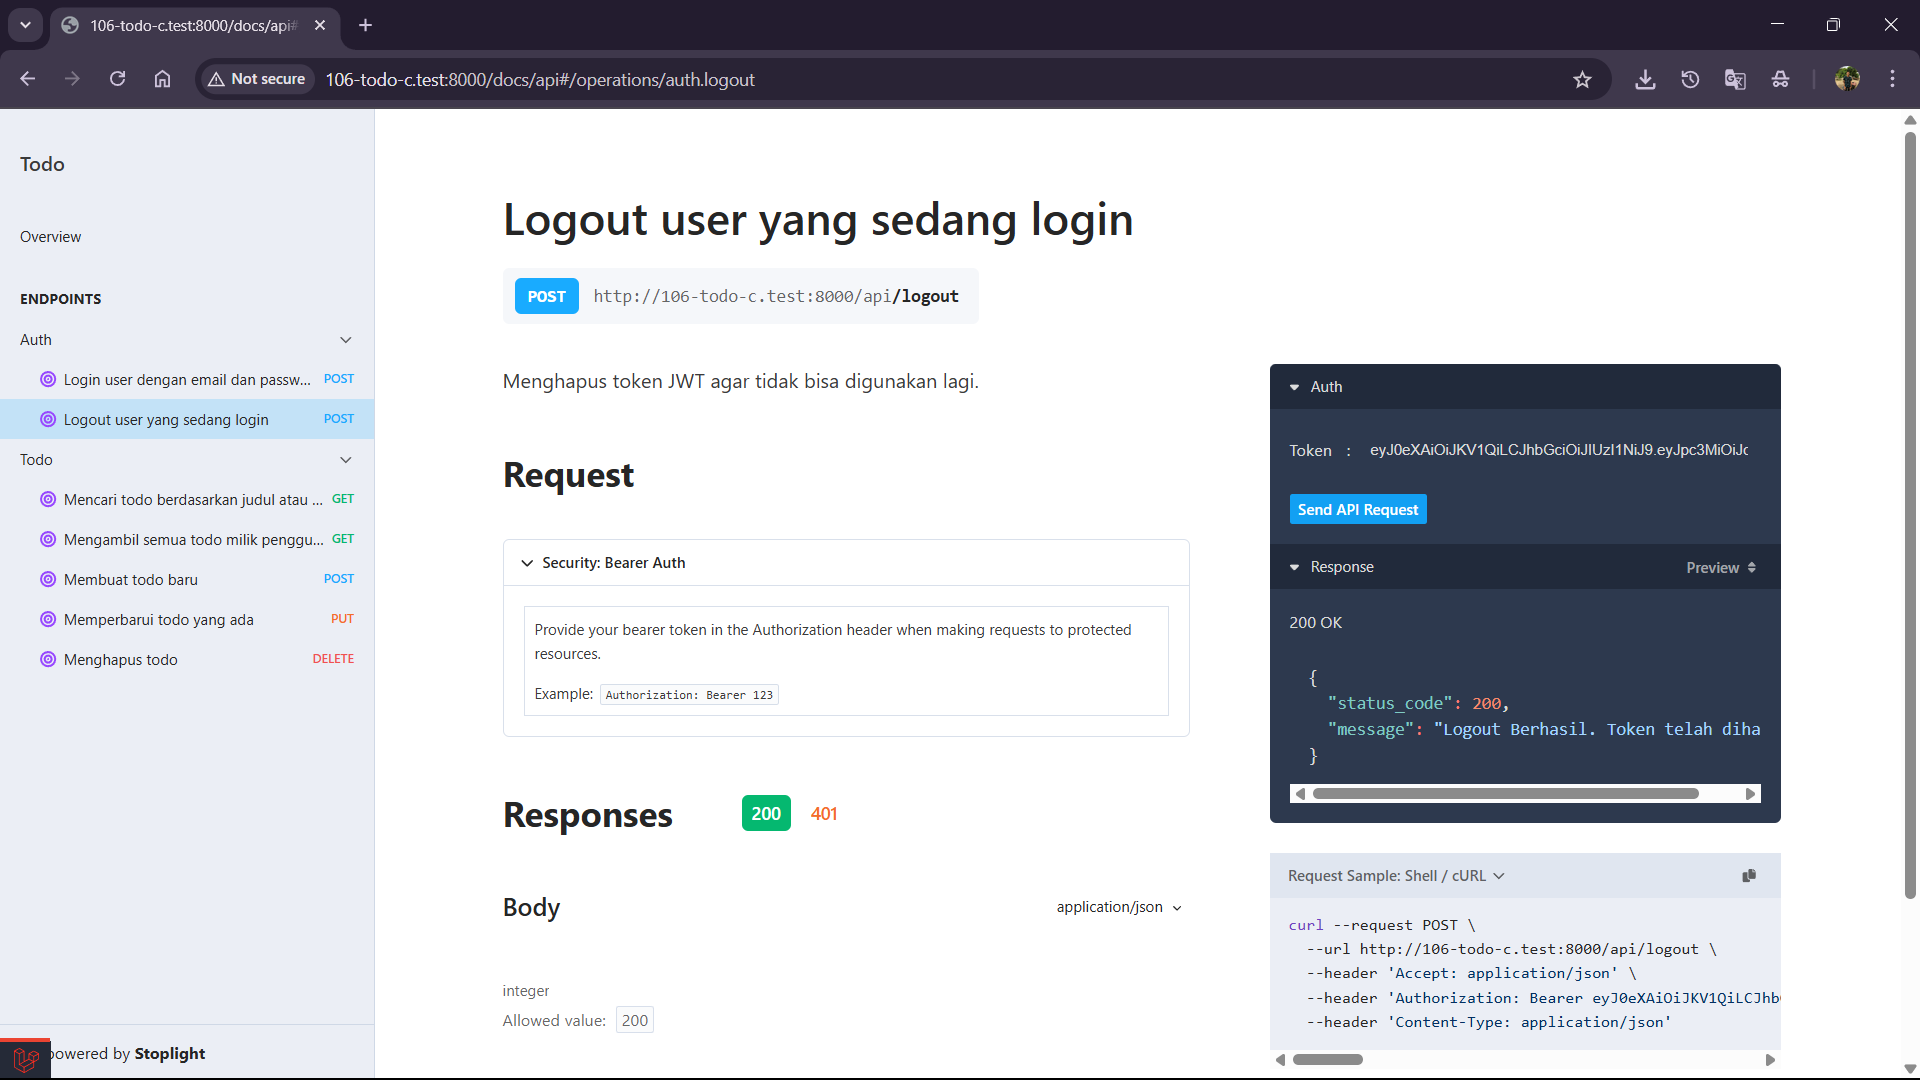 106-todo-c.test:8000/docs/api#
Not secure
106-todo-c.test:8000/docs/api#/operations/auth.logout
Todo
Overview
ENDPOINTS
Auth
Login user dengan email dan passw... POST
Logout user yang sedang login POST
Todo
Mencari todo berdasarkan judul atau ... GET
Mengambil semua todo milik penggu... GET
Membuat todo baru POST
Memperbarui todo yang ada PUT
Menghapus todo DELETE
powered by Stoplight
Logout user yang sedang login
POST http://106-todo-c.test:8000/api/logout
Menghapus token JWT agar tidak bisa digunakan lagi.
Request
Security: Bearer Auth
Provide your bearer token in the Authorization header when making requests to protected
resources.
Example: Authorization: Bearer 123
Responses 200 401
Body application/json
integer
Allowed value: 200
Auth
Token : eyJ0eXAiOiJKV1QiLCJhbGciOiJIUzI1NiJ9.eyJpc3MiOiJc
Send API Request
Response Preview
200 OK
{
"status_code": 200,
"message": "Logout Berhasil. Token telah diha
}
Request Sample: Shell / cURL
curl --request POST \
--url http://106-todo-c.test:8000/api/logout \
--header 'Accept: application/json' \
--header 'Authorization: Bearer eyJ0eXAiOiJKV1QiLCJhb
--header 'Content-Type: application/json'